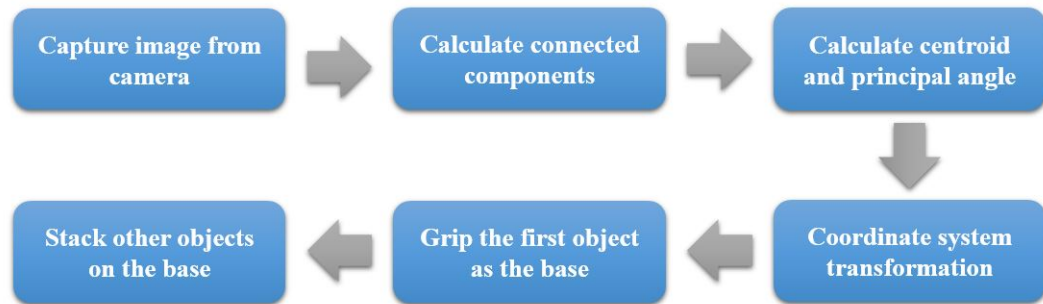 Capture image from
camera
Calculate connected
components
Calculate centroid
and principal angle
Coordinate system
transformation
Grip the first object
as the base
Stack other objects
on the base